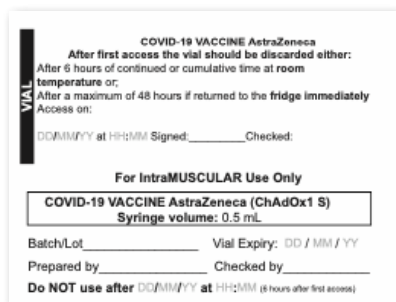 COVID-19 VACCINE AstraZeneca
After first access the vial should be discarded either:
After 6 hours of continued or cumulative time at room
temperature or;
After a maximum of 48 hours if returned to the fridge immediately
Access on:
DD/MM/YY at HH:MM Signed:_________Checked:
VIAL
For IntraMUSCULAR Use Only
COVID-19 VACCINE AstraZeneca (ChAdOx1 S)
Syringe volume: 0.5 mL
Batch/Lot__________________ Vial Expiry: DD / MM / YY
Prepared by_________________ Checked by______________
Do NOT use after DD/MM/YY at HH:MM (6 hours after first access)